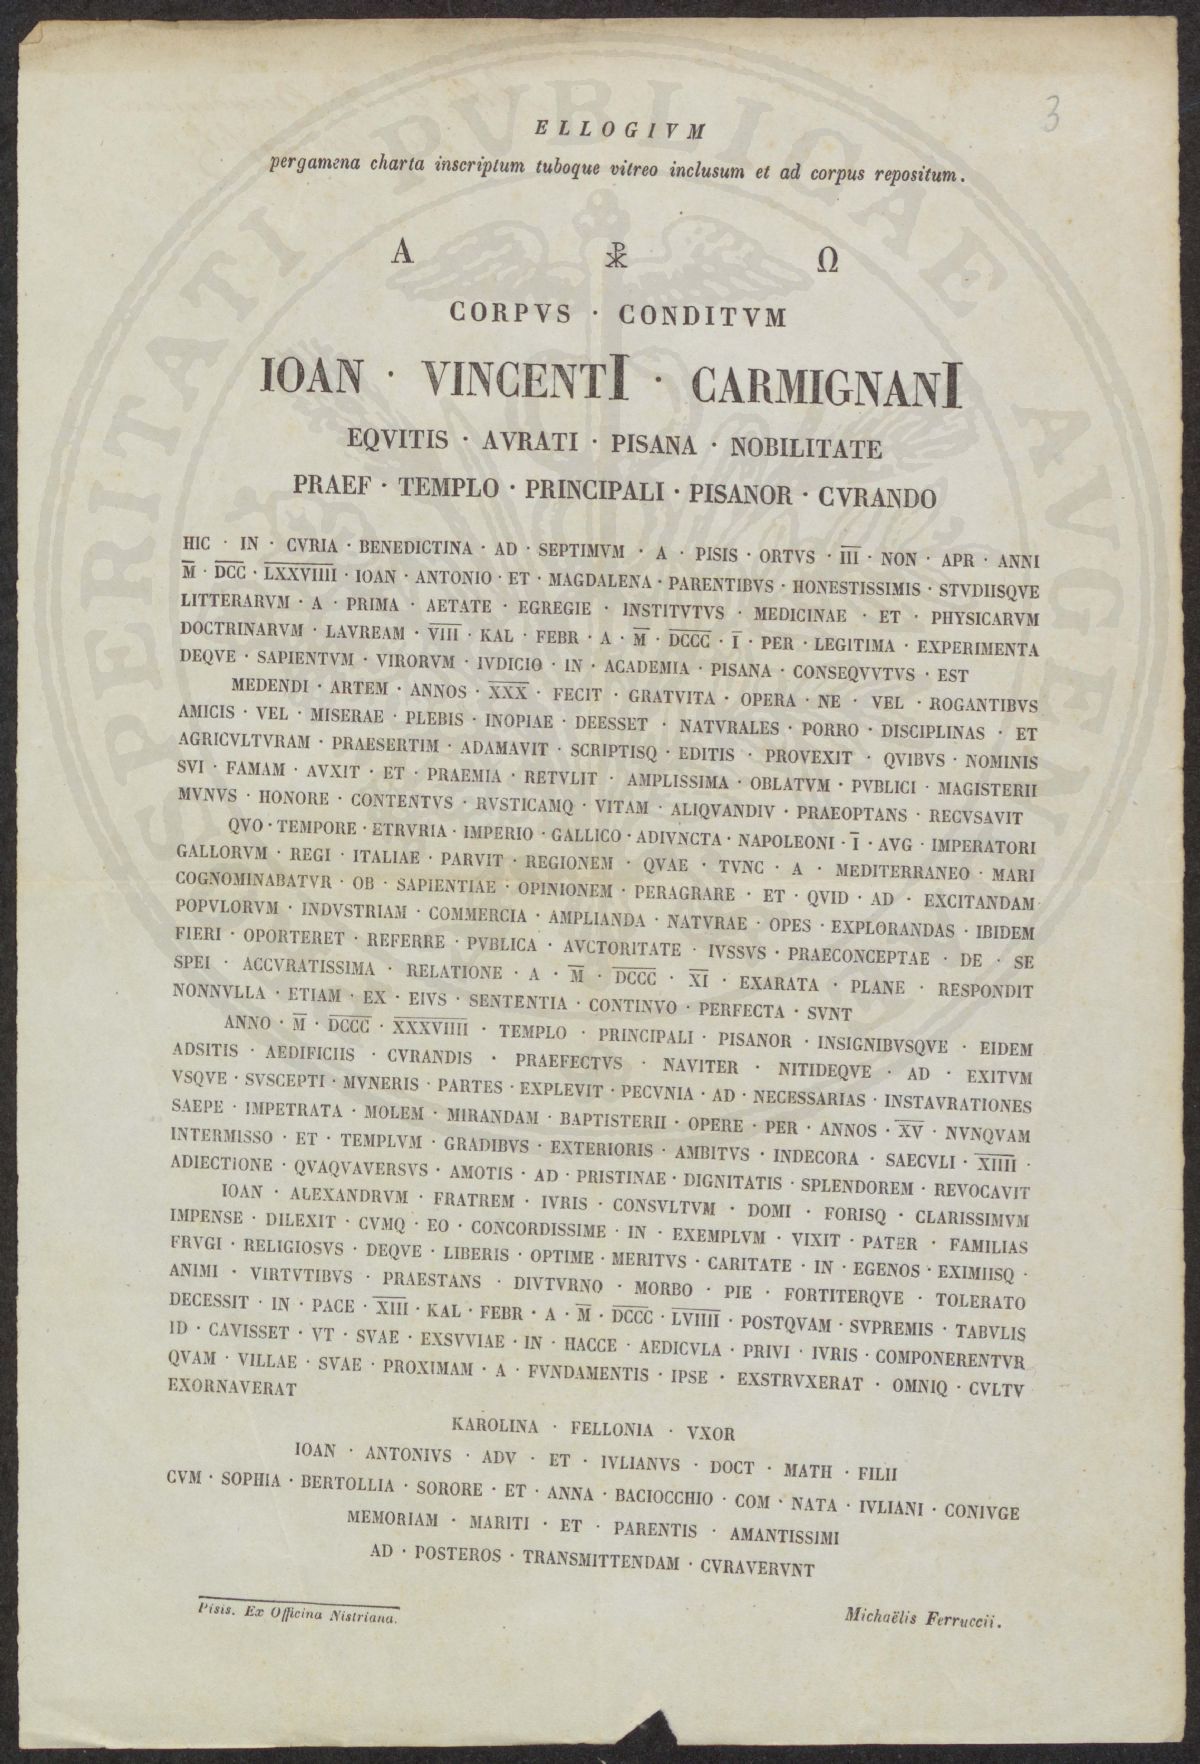 3
ELLOGIVM
pergamena charta inscriptum tuboque vitreo inclusum et ad corpus repositum.
A ☧ Ω
CORPVS · CONDITVM
IOAN · VINCENTI · CARMIGNANI
EQVITIS · AVRATI · PISANA · NOBILITATE
PRAEF · TEMPLO · PRINCIPALI · PISANOR · CVRANDO
HIC · IN · CVRIA · BENEDICTINA · AD · SEPTIMVM · A · PISIS · ORTVS · I̅I̅I̅ · NON · APR · ANNI
M̅ · D̅C̅C̅ · L̅X̅X̅V̅I̅I̅I̅I̅ · IOAN · ANTONIO · ET · MAGDALENA · PARENTIBVS · HONESTISSIMIS · STVDIISQVE
LITTERARVM · A · PRIMA · AETATE · EGREGIE · INSTITVTVS · MEDICINAE · ET · PHYSICARVM
DOCTRINARVM · LAVREAM · V̅I̅I̅I̅ · KAL · FEBR · A · M̅ · D̅C̅C̅C̅ · I̅ · PER · LEGITIMA · EXPERIMENTA
DEQVE · SAPIENTVM · VIRORVM · IVDICIO · IN · ACADEMIA · PISANA · CONSEQVVTVS · EST
MEDENDI · ARTEM · ANNOS · X̅X̅X̅ · FECIT · GRATVITA · OPERA · NE · VEL · ROGANTIBVS
AMICIS · VEL · MISERAE · PLEBIS · INOPIAE · DEESSET · NATVRALES · PORRO · DISCIPLINAS · ET
AGRICVLTVRAM · PRAESERTIM · ADAMAVIT · SCRIPTISQ · EDITIS · PROVEXIT · QVIBVS · NOMINIS
SVI · FAMAM · AVXIT · ET · PRAEMIA · RETVLIT · AMPLISSIMA · OBLATVM · PVBLICI · MAGISTERII
MVNVS · HONORE · CONTENTVS · RVSTICAMQ · VITAM · ALIQVANDIV · PRAEOPTANS · RECVSAVIT
QVO · TEMPORE · ETRVRIA · IMPERIO · GALLICO · ADIVNCTA · NAPOLEONI · I̅ · AVG · IMPERATORI
GALLORVM · REGI · ITALIAE · PARVIT · REGIONEM · QVAE · TVNC · A · MEDITERRANEO · MARI
COGNOMINABATVR · OB · SAPIENTIAE · OPINIONEM · PERAGRARE · ET · QVID · AD · EXCITANDAM
POPVLORVM · INDVSTRIAM · COMMERCIA · AMPLIANDA · NATVRAE · OPES · EXPLORANDAS · IBIDEM
FIERI · OPORTERET · REFERRE · PVBLICA · AVCTORITATE · IVSSVS · PRAECONCEPTAE · DE · SE
SPEI · ACCVRATISSIMA · RELATIONE · A · M̅ · D̅C̅C̅C̅ · X̅I̅ · EXARATA · PLANE · RESPONDIT
NONNVLLA · ETIAM · EX · EIVS · SENTENTIA · CONTINVO · PERFECTA · SVNT
ANNO · M̅ · D̅C̅C̅C̅ · X̅X̅X̅V̅I̅I̅I̅I̅ · TEMPLO · PRINCIPALI · PISANOR · INSIGNIBVSQVE · EIDEM
ADSITIS · AEDIFICIIS · CVRANDIS · PRAEFECTVS · NAVITER · NITIDEQVE · AD · EXITVM
VSQVE · SVSCEPTI · MVNERIS · PARTES · EXPLEVIT · PECVNIA · AD · NECESSARIAS · INSTAVRATIONES
SAEPE · IMPETRATA · MOLEM · MIRANDAM · BAPTISTERII · OPERE · PER · ANNOS · X̅V̅ · NVNQVAM
INTERMISSO · ET · TEMPLVM · GRADIBVS · EXTERIORIS · AMBITVS · INDECORA · SAECVLI · X̅I̅I̅I̅I̅ ·
ADIECTIONE · QVAQVAVERSVS · AMOTIS · AD · PRISTINAE · DIGNITATIS · SPLENDOREM · REVOCAVIT
IOAN · ALEXANDRVM · FRATREM · IVRIS · CONSVLTVM · DOMI · FORISQ · CLARISSIMVM
IMPENSE · DILEXIT · CVMQ · EO · CONCORDISSIME · IN · EXEMPLVM · VIXIT · PATER · FAMILIAS
FRVGI · RELIGIOSVS · DEQVE · LIBERIS · OPTIME · MERITVS · CARITATE · IN · EGENOS · EXIMIISQ ·
ANIMI · VIRTVTIBVS · PRAESTANS · DIVTVRNO · MORBO · PIE · FORTITERQVE · TOLERATO
DECESSIT · IN · PACE · X̅I̅I̅I̅ · KAL · FEBR · A · M̅ · D̅C̅C̅C̅ · L̅V̅I̅I̅I̅I̅ · POSTQVAM · SVPREMIS · TABVLIS
ID · CAVISSET · VT · SVAE · EXSVVIAE · IN · HACCE · AEDICVLA · PRIVI · IVRIS · COMPONERENTVR
QVAM · VILLAE · SVAE · PROXIMAM · A · FVNDAMENTIS · IPSE · EXSTRVXERAT · OMNIQ · CVLTV
EXORNAVERAT
KAROLINA · FELLONIA · VXOR
IOAN · ANTONIVS · ADV · ET · IVLIANVS · DOCT · MATH · FILII
CVM · SOPHIA · BERTOLLIA · SORORE · ET · ANNA · BACIOCCHIO · COM · NATA · IVLIANI · CONIVGE
MEMORIAM · MARITI · ET · PARENTIS · AMANTISSIMI
AD · POSTEROS · TRANSMITTENDAM · CVRAVERVNT
Pisis. Ex Officina Nistriana.
Michaëlis Ferruccii.